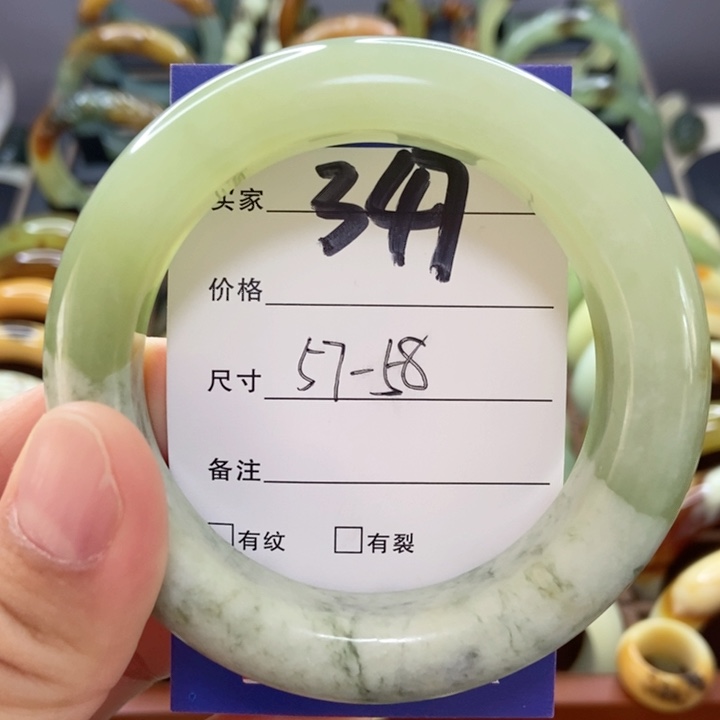 买家 347
价格
尺寸 57-58
备注
□有纹 □有裂